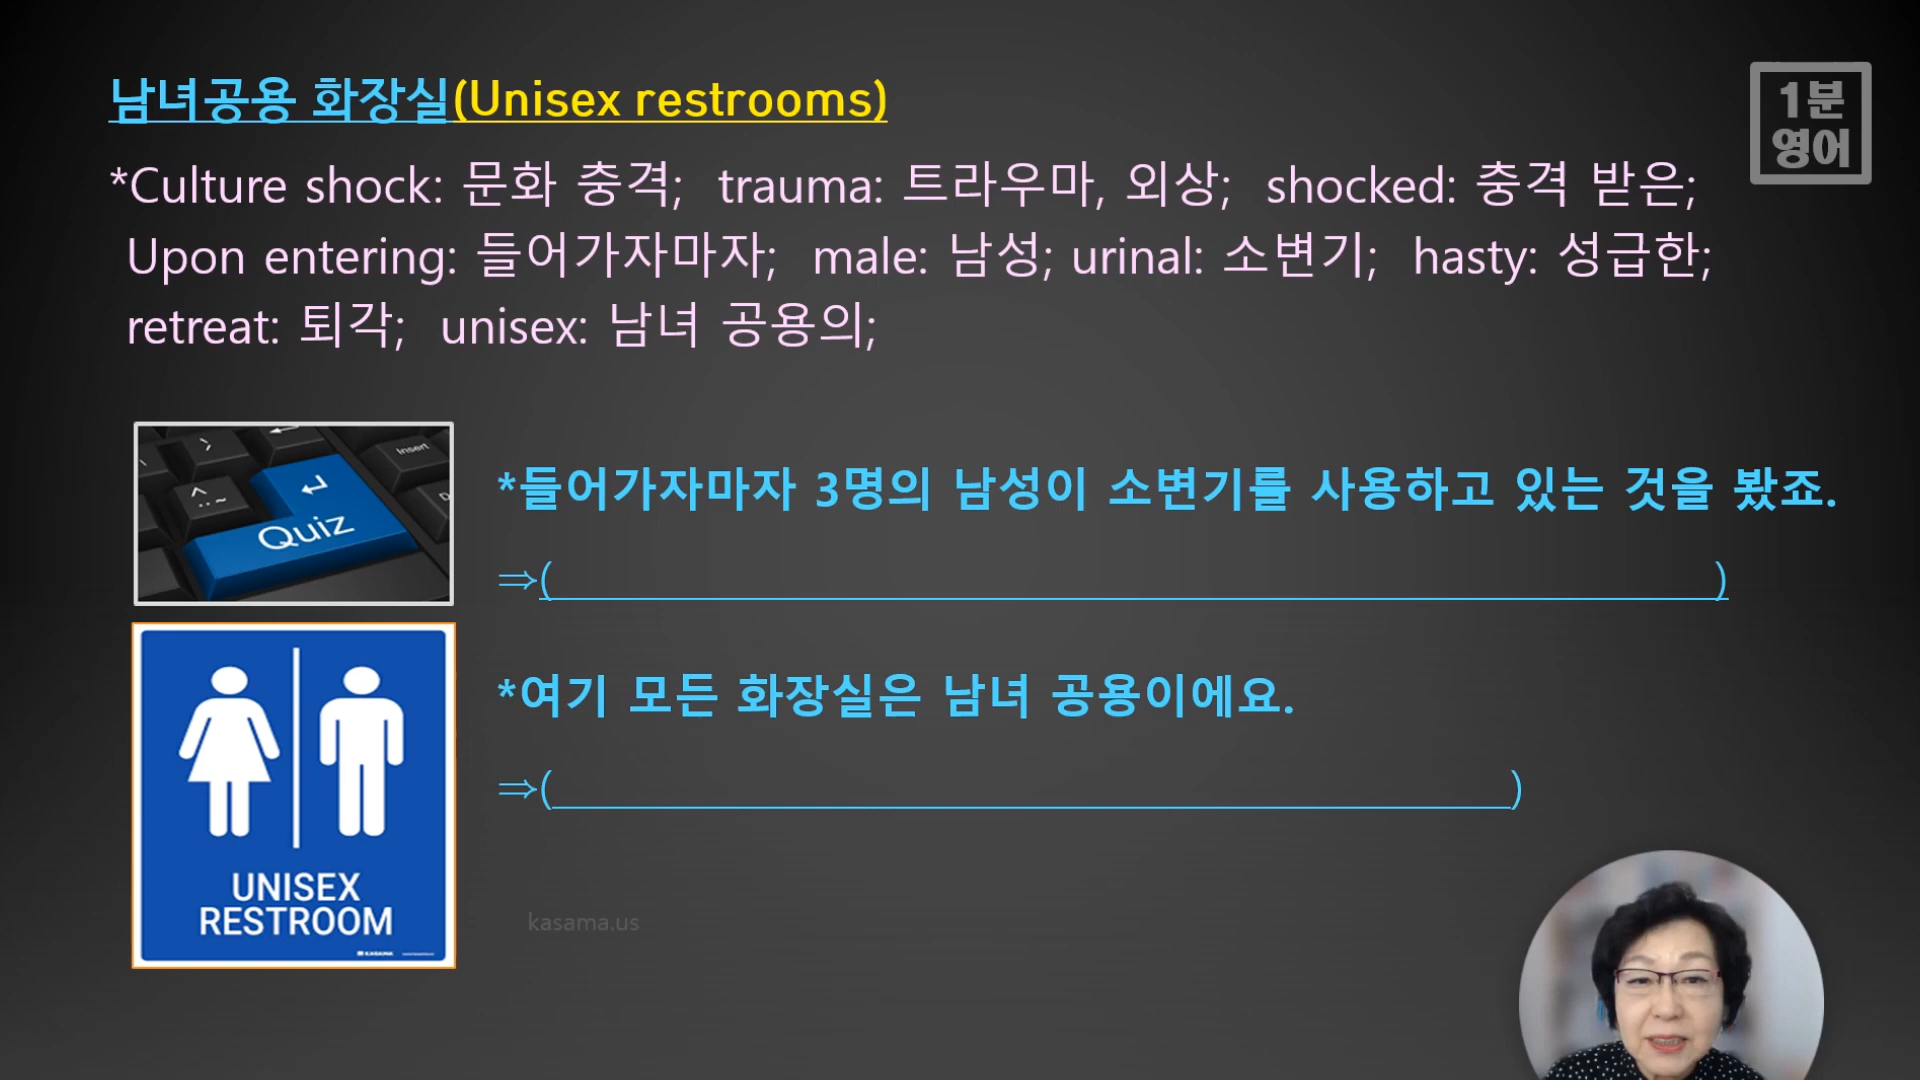 남녀공용 화장실(Unisex restrooms)
1분
영어
*Culture shock: 문화 충격; trauma: 트라우마, 외상; shocked: 충격 받은;
Upon entering: 들어가자마자; male: 남성; urinal: 소변기; hasty: 성급한;
retreat: 퇴각; unisex: 남녀 공용의;
Insert
Quiz
*들어가자마자 3명의 남성이 소변기를 사용하고 있는 것을 봤죠.
⇒( )
*여기 모든 화장실은 남녀 공용이에요.
⇒( )
UNISEX
RESTROOM
KASAMA
kasama.us